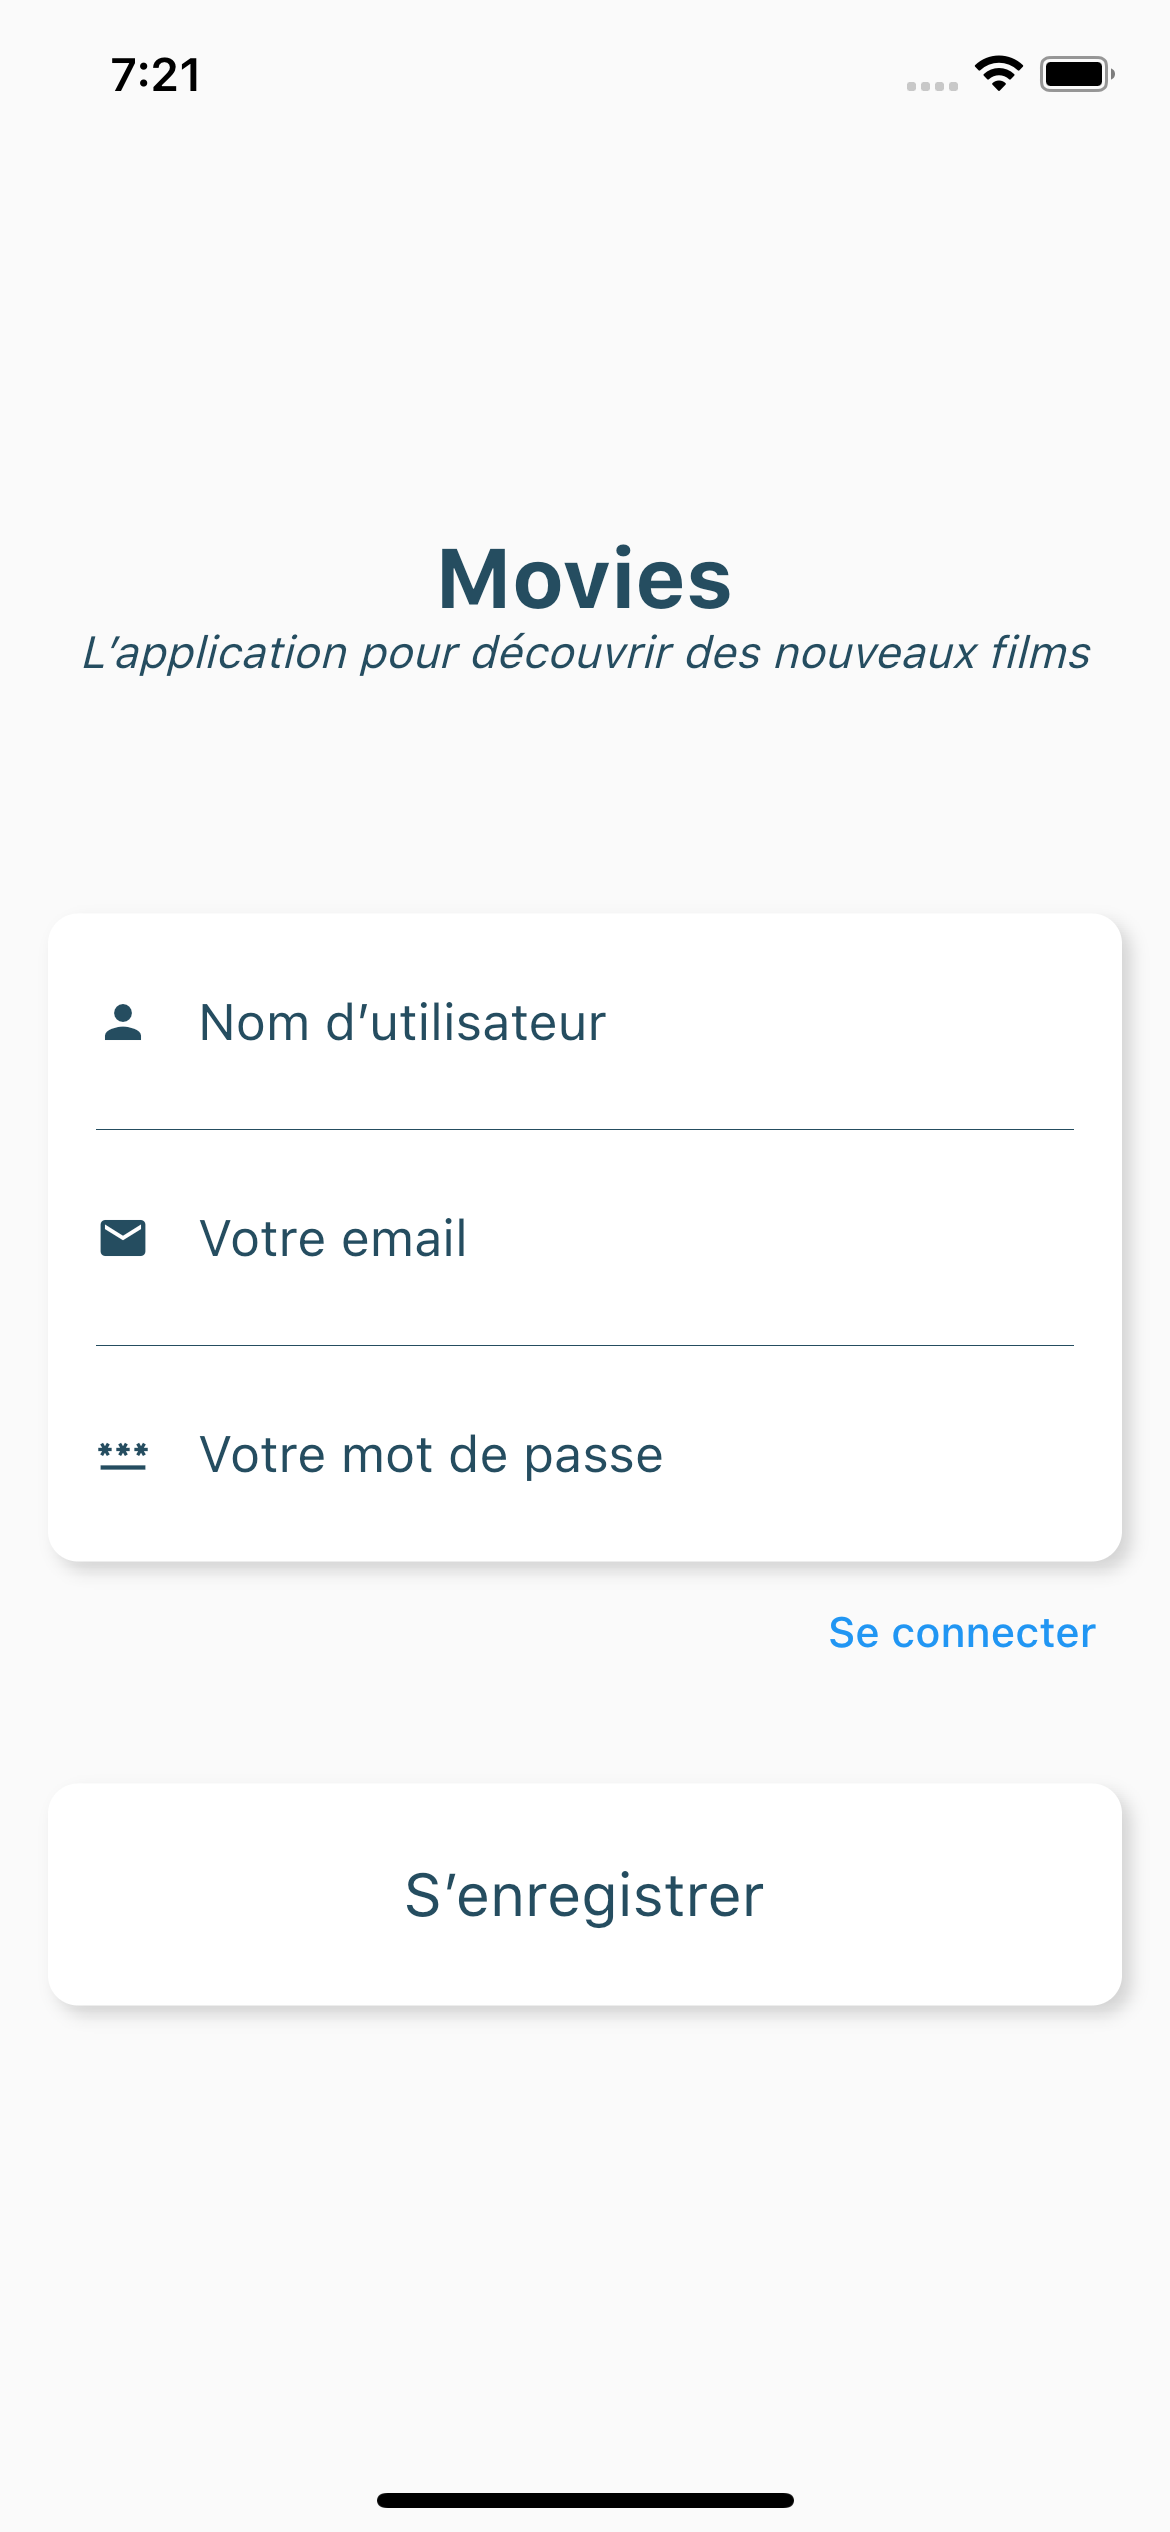 7:21
Movies
L’application pour découvrir des nouveaux films
Nom d’utilisateur
Votre email
Votre mot de passe
Se connecter
S’enregistrer